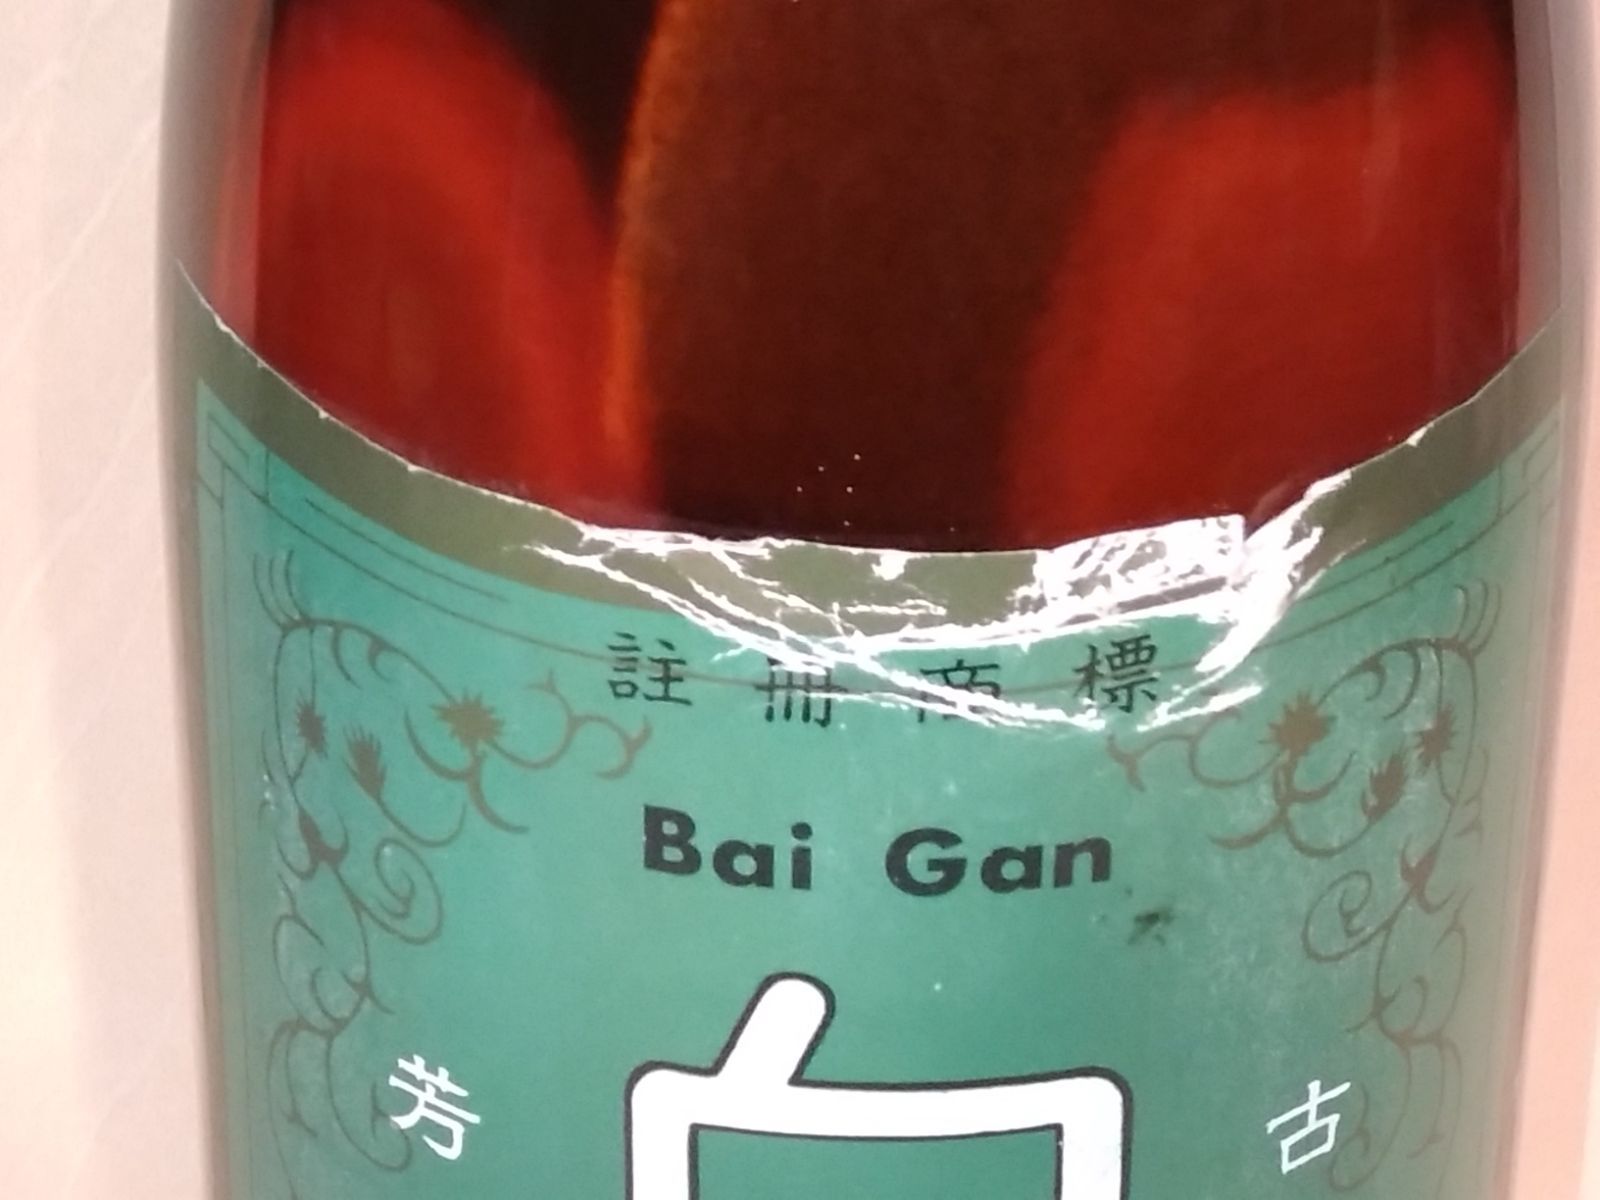 註冊商標
Bai Gan
白
芳 古